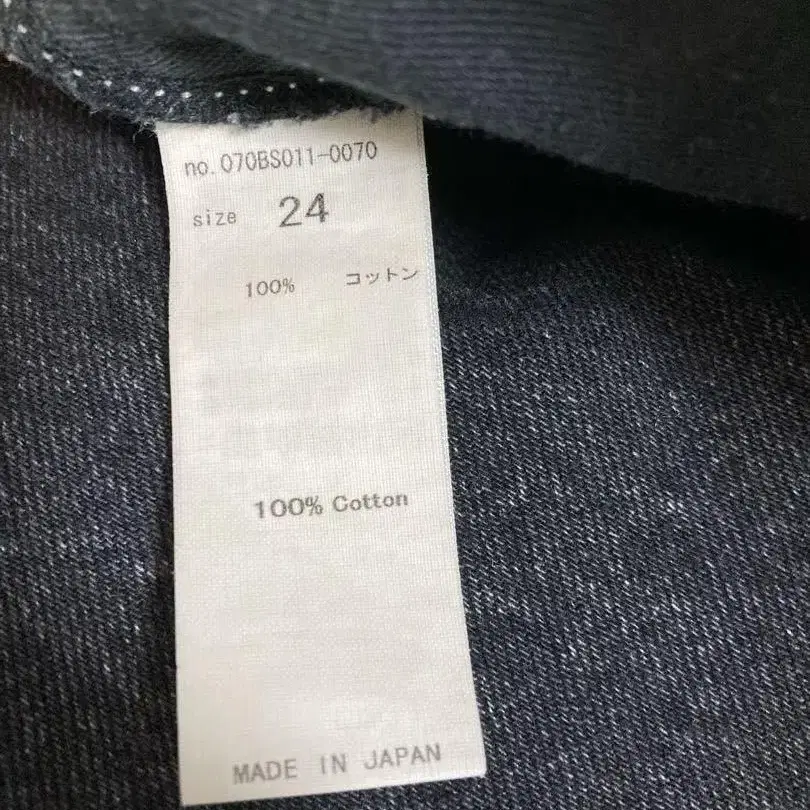 no. 070BS011-0070
size 24
100% コットン
100% Cotton
MADE IN JAPAN